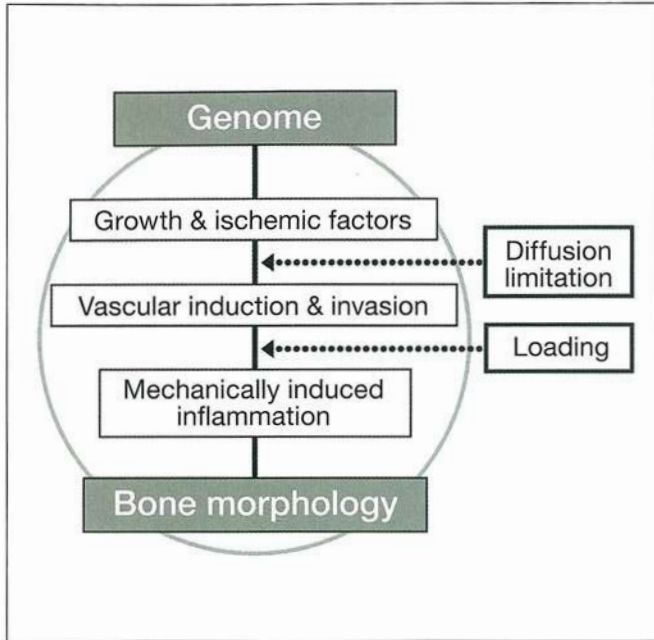 Genome
Growth & ischemic factors
Diffusion
limitation
Vascular induction & invasion
Loading
Mechanically induced
inflammation
Bone morphology